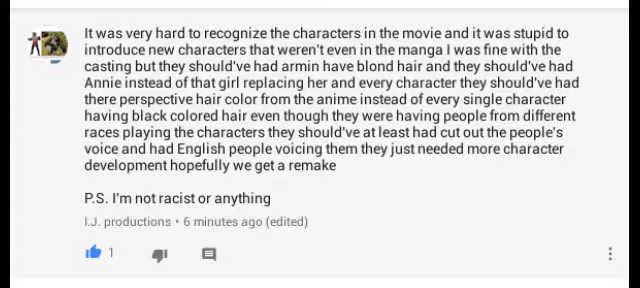 It was very hard to recognize the characters in the movie and it was stupid to
introduce new characters that weren't even in the manga I was fine with the
casting but they should've had armin have blond hair and they should've had
Annie instead of that girl replacing her and every character they should've had
there perspective hair color from the anime instead of every single character
having black colored hair even though they were having people from different
races playing the characters they should've at least had cut out the people's
voice and had English people voicing them they just needed more character
development hopefully we get a remake
P.S. I'm not racist or anything
I.J. productions • 6 minutes ago (edited)
1